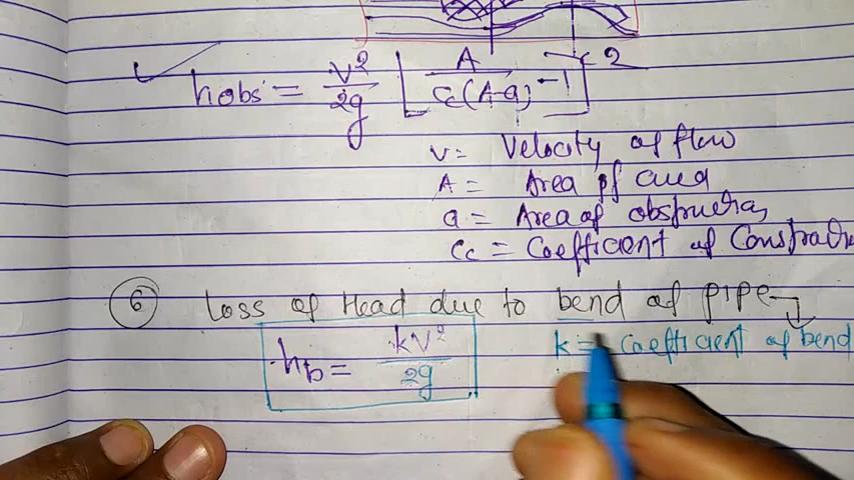 hobs = V²/2g [A/Cc(A-a) -1]²
V = Velocity of flow
A = Area of area
a = Area of obstruction
Cc = Coefficient of
6 Loss of Head due to bend of pipe
hb = kV²/2g k = coefficient of bend